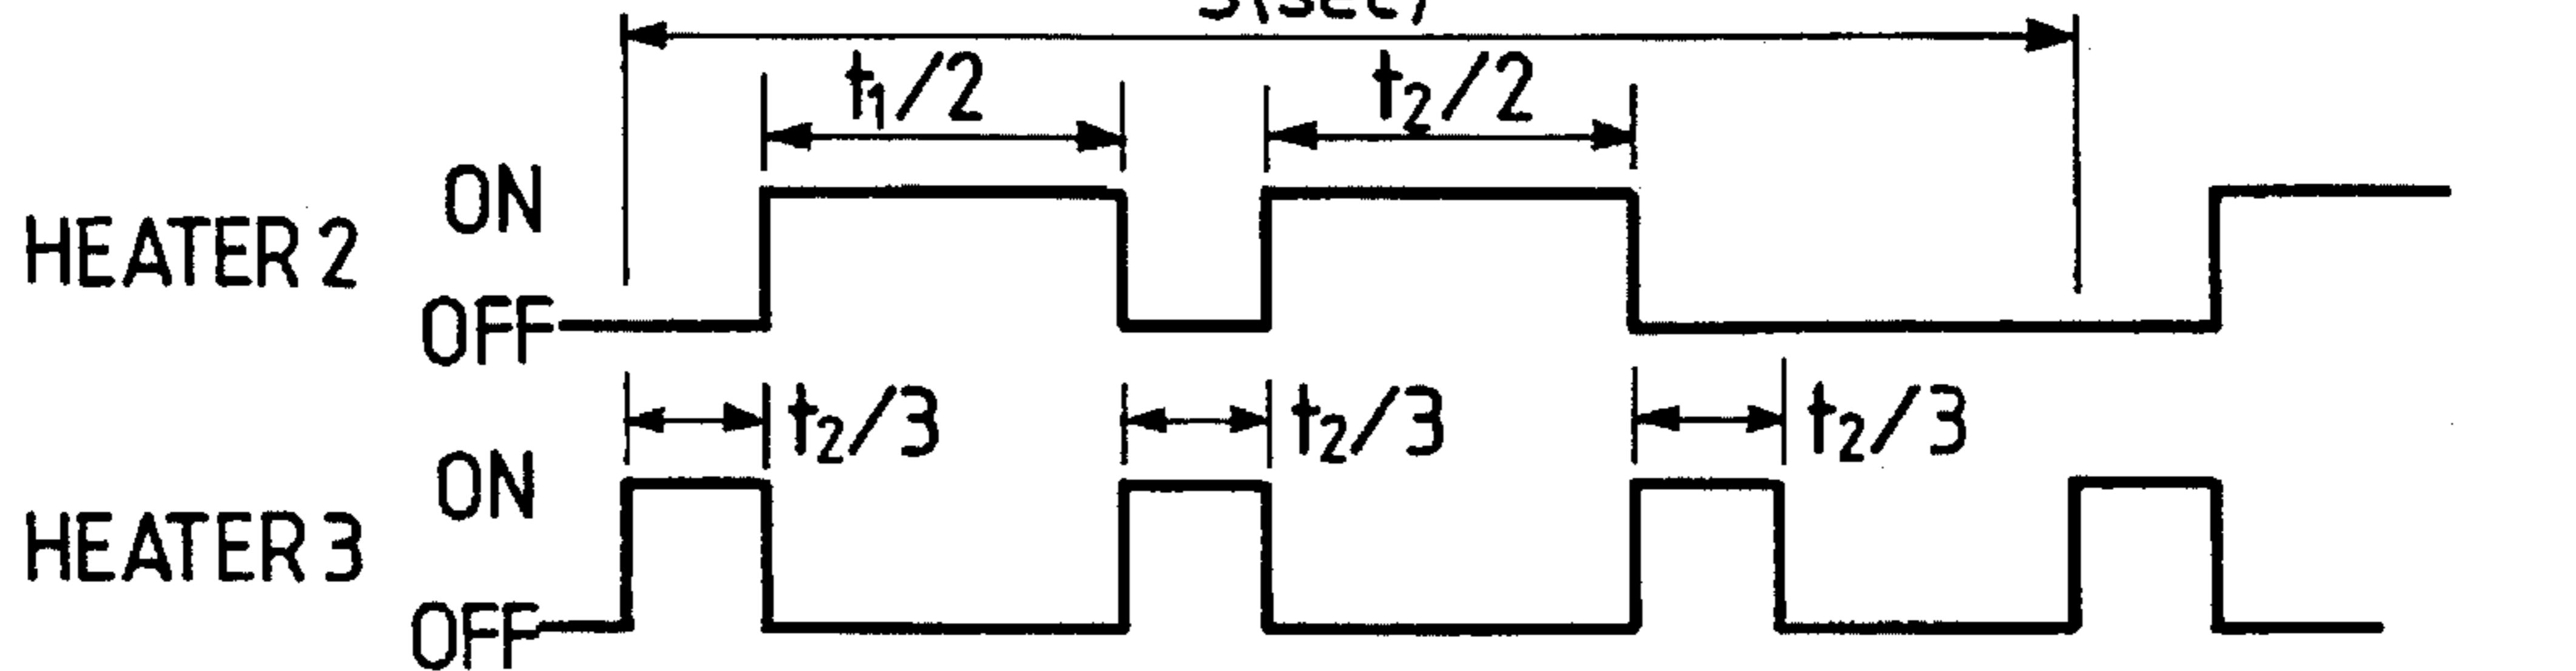 t₁/2
t₂/2
ON
HEATER 2
OFF
t₂/3
t₂/3
t₂/3
ON
HEATER 3
OFF